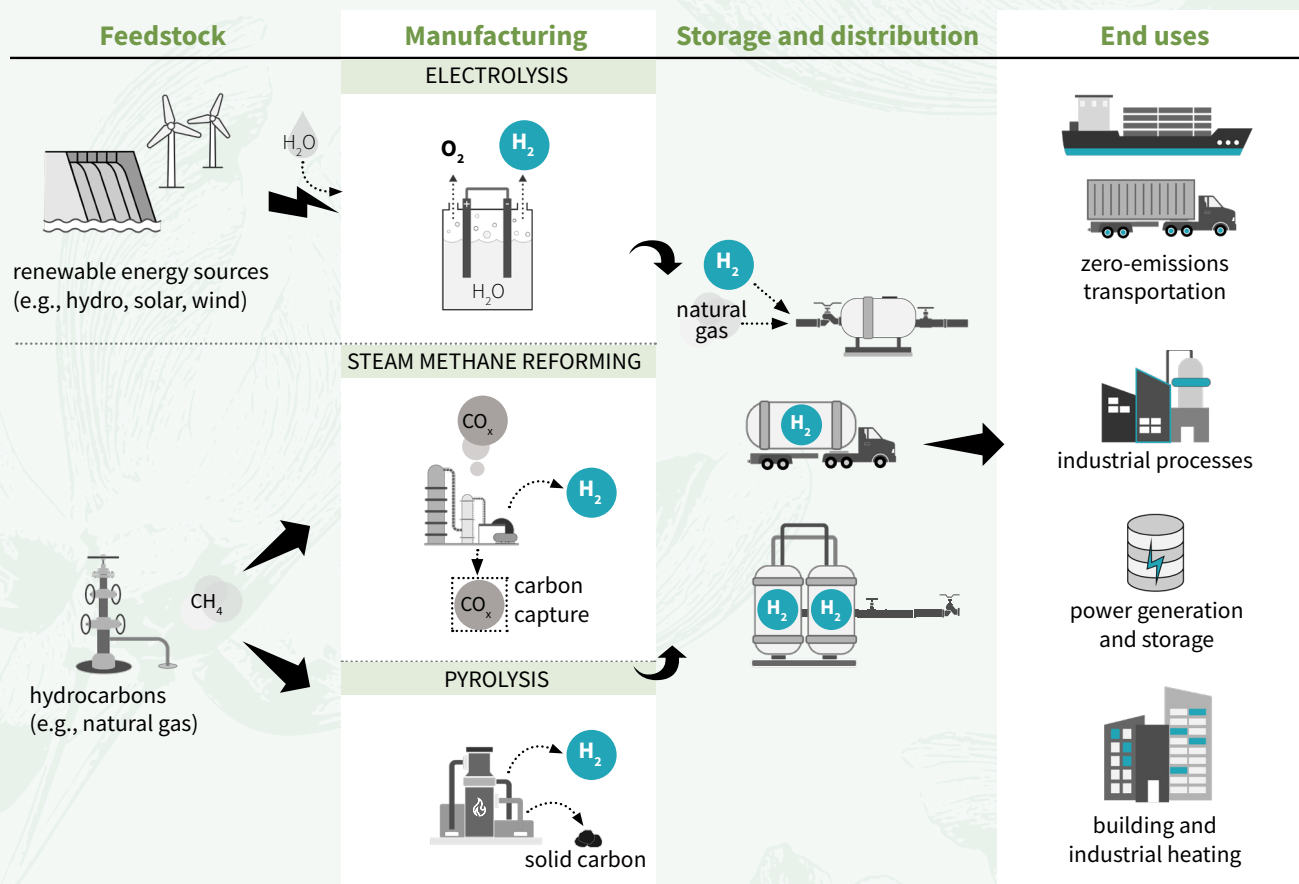 Feedstock
Manufacturing
Storage and distribution
End uses
H₂O
renewable energy sources
(e.g., hydro, solar, wind)
CH₄
hydrocarbons
(e.g., natural gas)
ELECTROLYSIS
O₂
H₂
H₂O
STEAM METHANE REFORMING
COₓ
H₂
COₓ
carbon
capture
PYROLYSIS
H₂
solid carbon
H₂
natural
gas
H₂
H₂
H₂
zero-emissions
transportation
industrial processes
power generation
and storage
building and
industrial heating